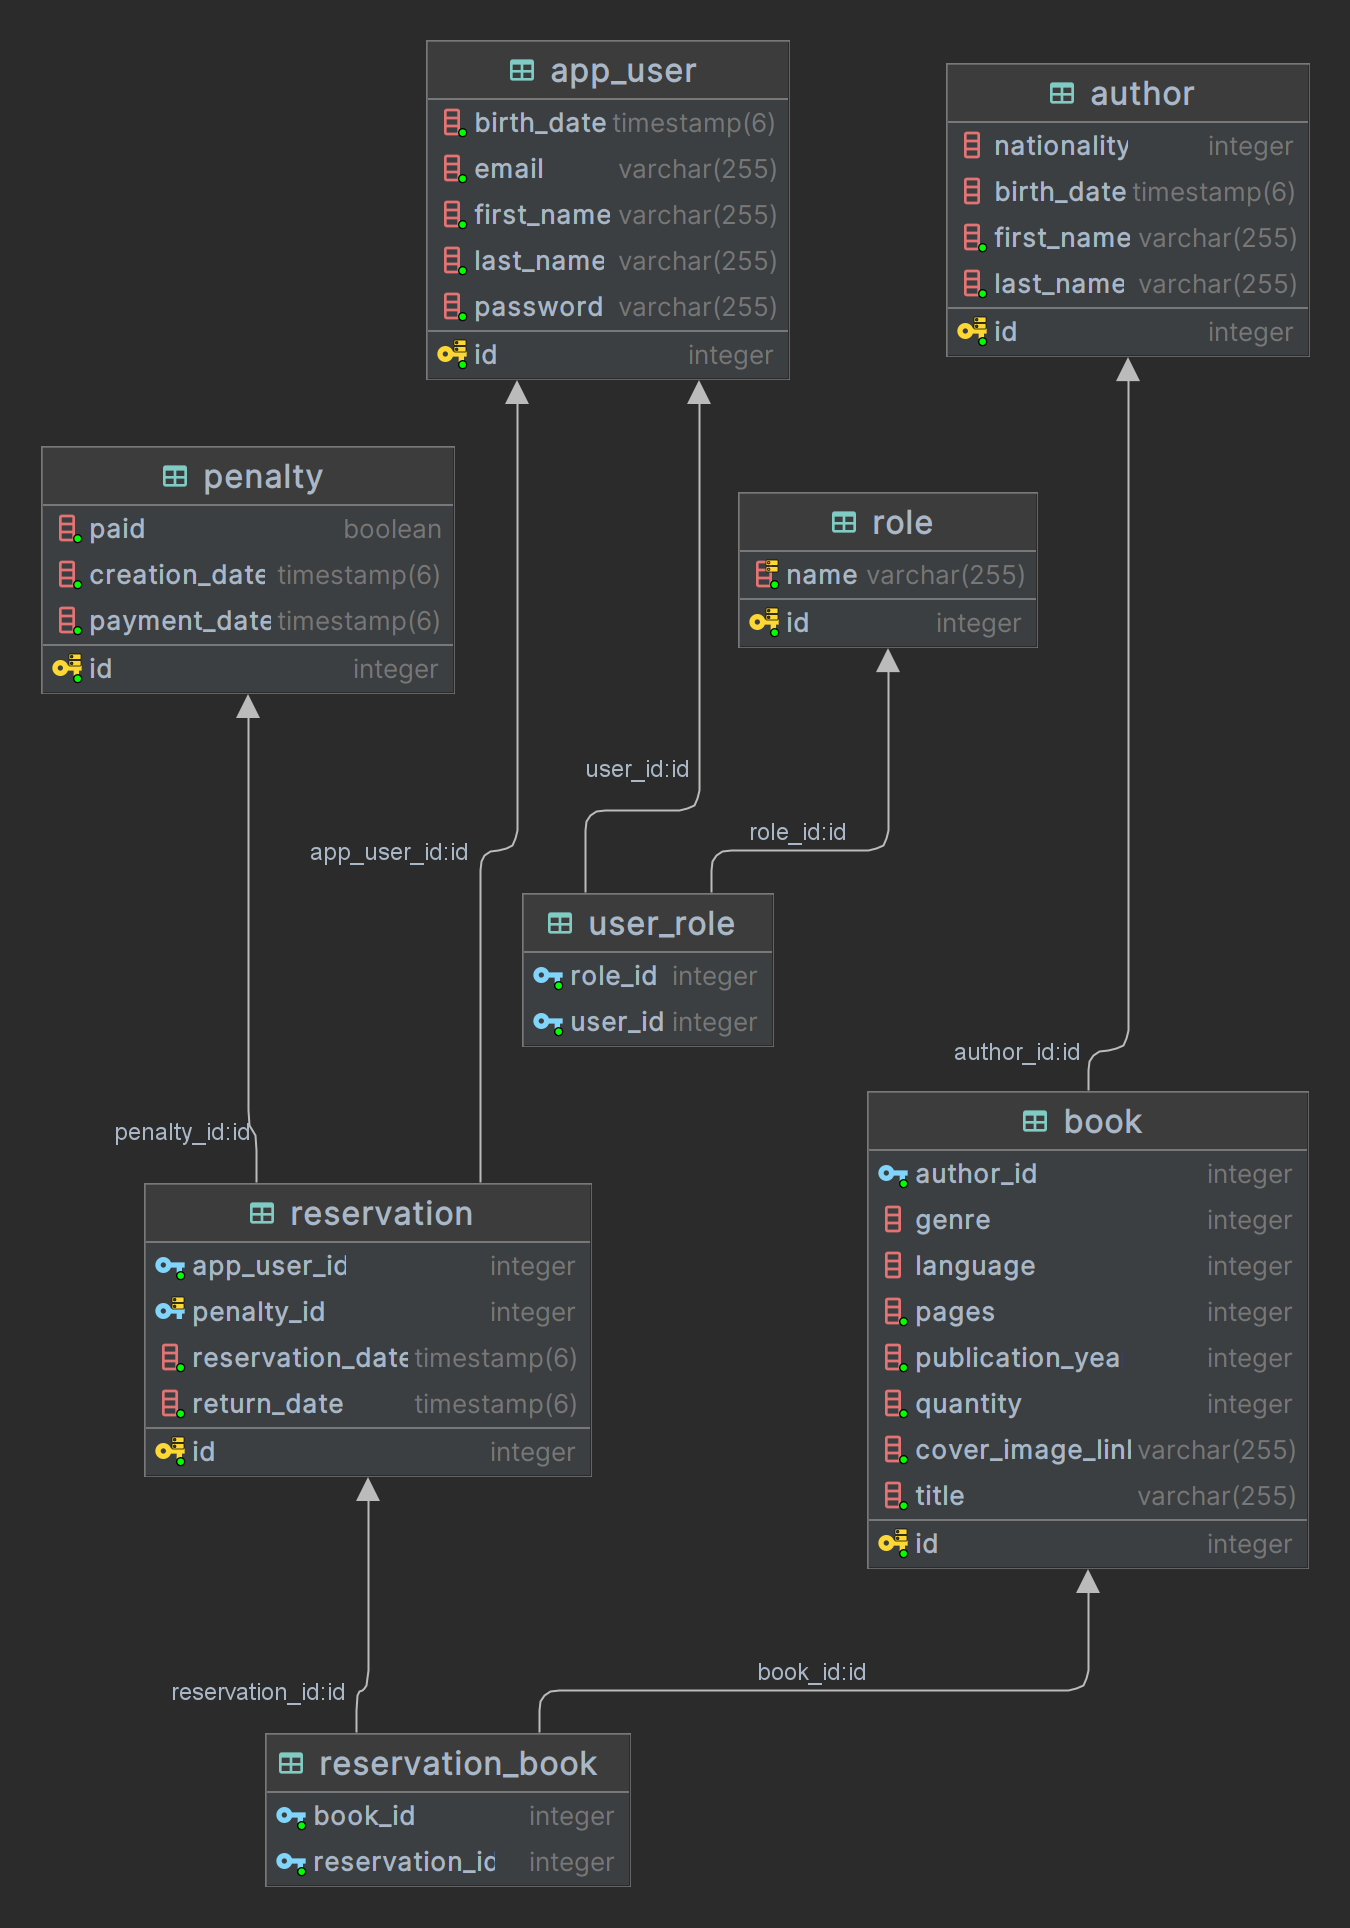 app_user
birth_date timestamp(6)
email varchar(255)
first_name varchar(255)
last_name varchar(255)
password varchar(255)
id integer
author
nationality integer
birth_date timestamp(6)
first_name varchar(255)
last_name varchar(255)
id integer
penalty
paid boolean
creation_date timestamp(6)
payment_date timestamp(6)
id integer
role
name varchar(255)
id integer
user_id:id
role_id:id
app_user_id:id
user_role
role_id integer
user_id integer
author_id:id
penalty_id:id
book
author_id integer
genre integer
language integer
pages integer
publication_yea integer
quantity integer
cover_image_linl varchar(255)
title varchar(255)
id integer
reservation
app_user_id integer
penalty_id integer
reservation_date timestamp(6)
return_date timestamp(6)
id integer
book_id:id
reservation_id:id
reservation_book
book_id integer
reservation_id integer